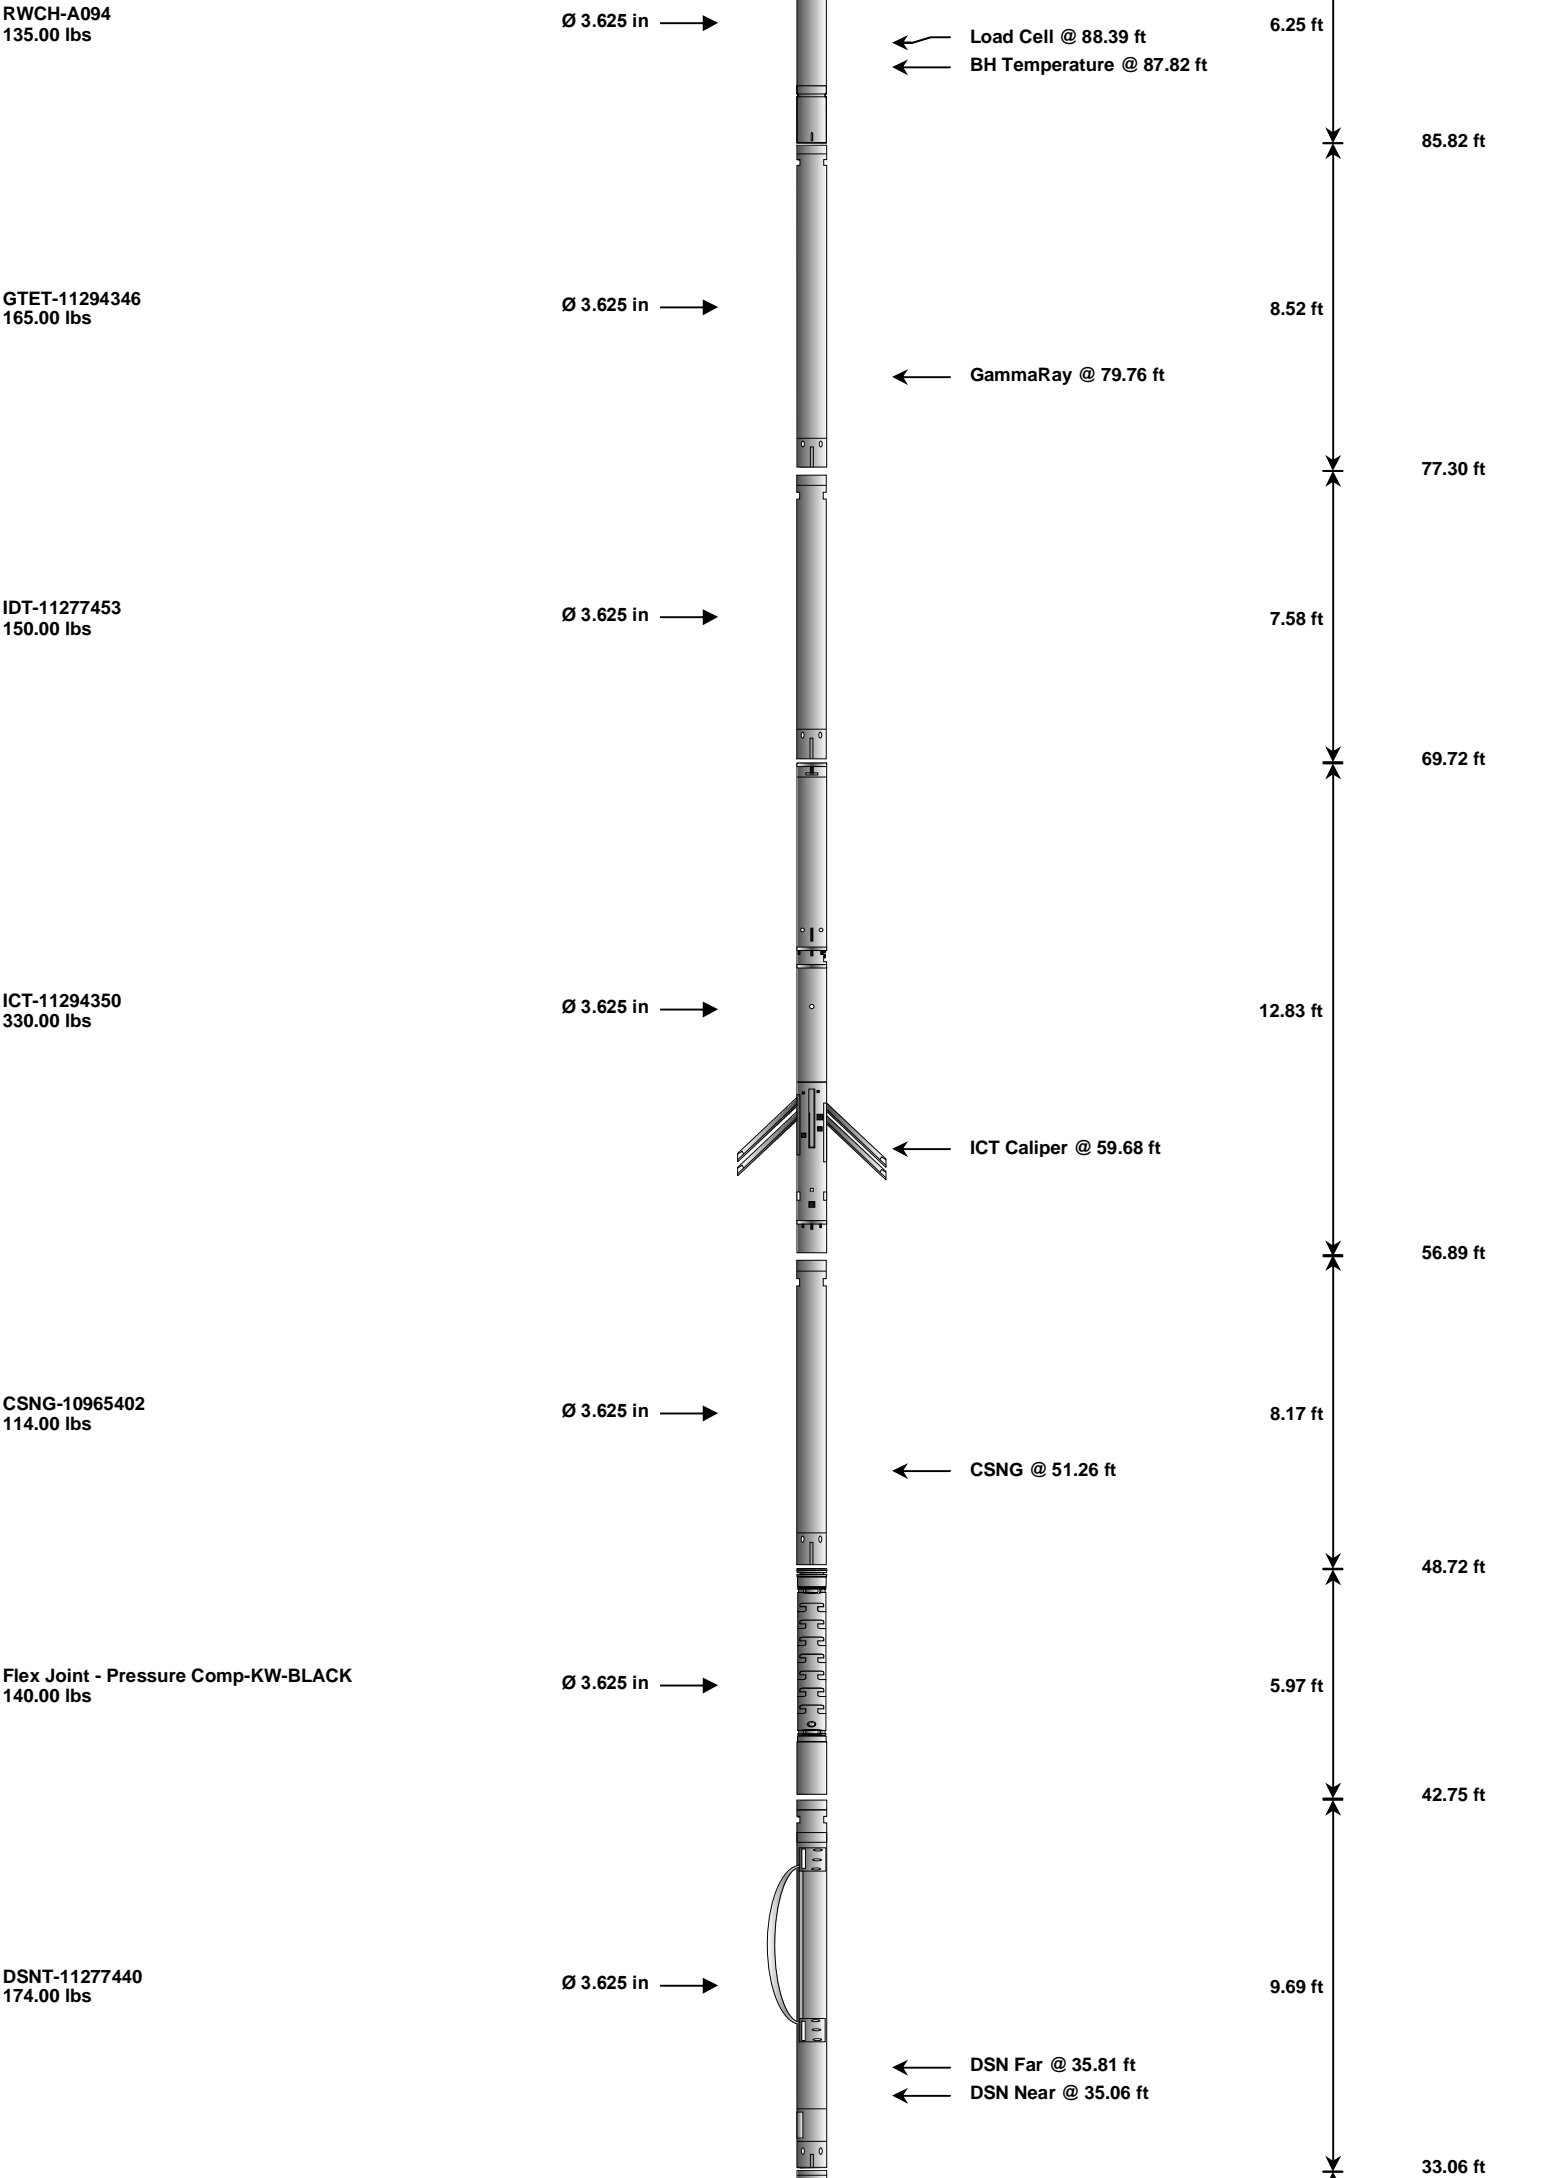 RWCH-A094
135.00 lbs
Ø 3.625 in
Load Cell @ 88.39 ft
BH Temperature @ 87.82 ft
6.25 ft
85.82 ft
GTET-11294346
165.00 lbs
Ø 3.625 in
8.52 ft
GammaRay @ 79.76 ft
77.30 ft
IDT-11277453
150.00 lbs
Ø 3.625 in
7.58 ft
69.72 ft
ICT-11294350
330.00 lbs
Ø 3.625 in
12.83 ft
ICT Caliper @ 59.68 ft
56.89 ft
CSNG-10965402
114.00 lbs
Ø 3.625 in
8.17 ft
CSNG @ 51.26 ft
48.72 ft
Flex Joint - Pressure Comp-KW-BLACK
140.00 lbs
Ø 3.625 in
5.97 ft
42.75 ft
DSNT-11277440
174.00 lbs
Ø 3.625 in
9.69 ft
DSN Far @ 35.81 ft
DSN Near @ 35.06 ft
33.06 ft